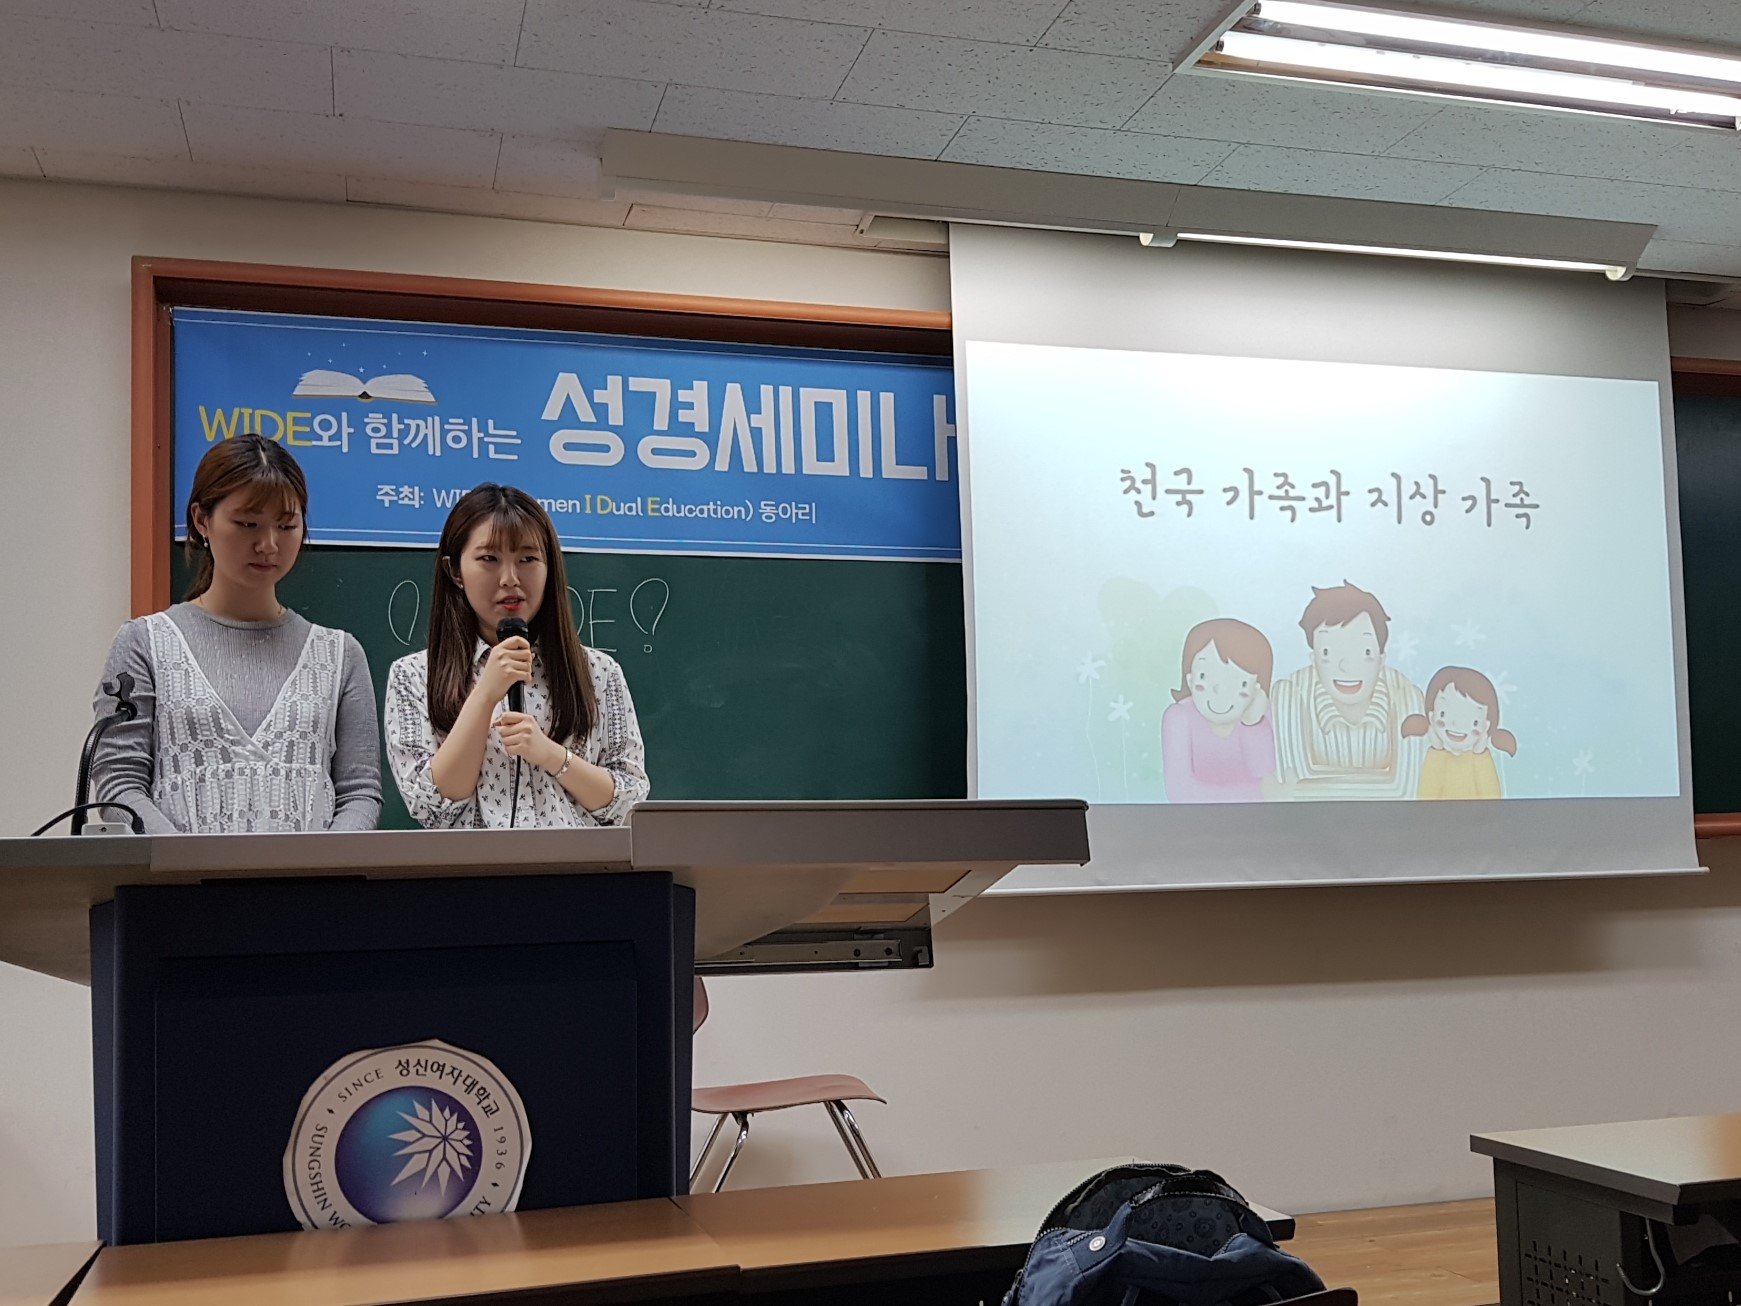 WIDE와 함께하는 성경세미나
주최: men I Dual Education) 동아리
천국 가족과 지상 가족
DE?
SINCE 성신여자대학교 1936
SUNGSHIN